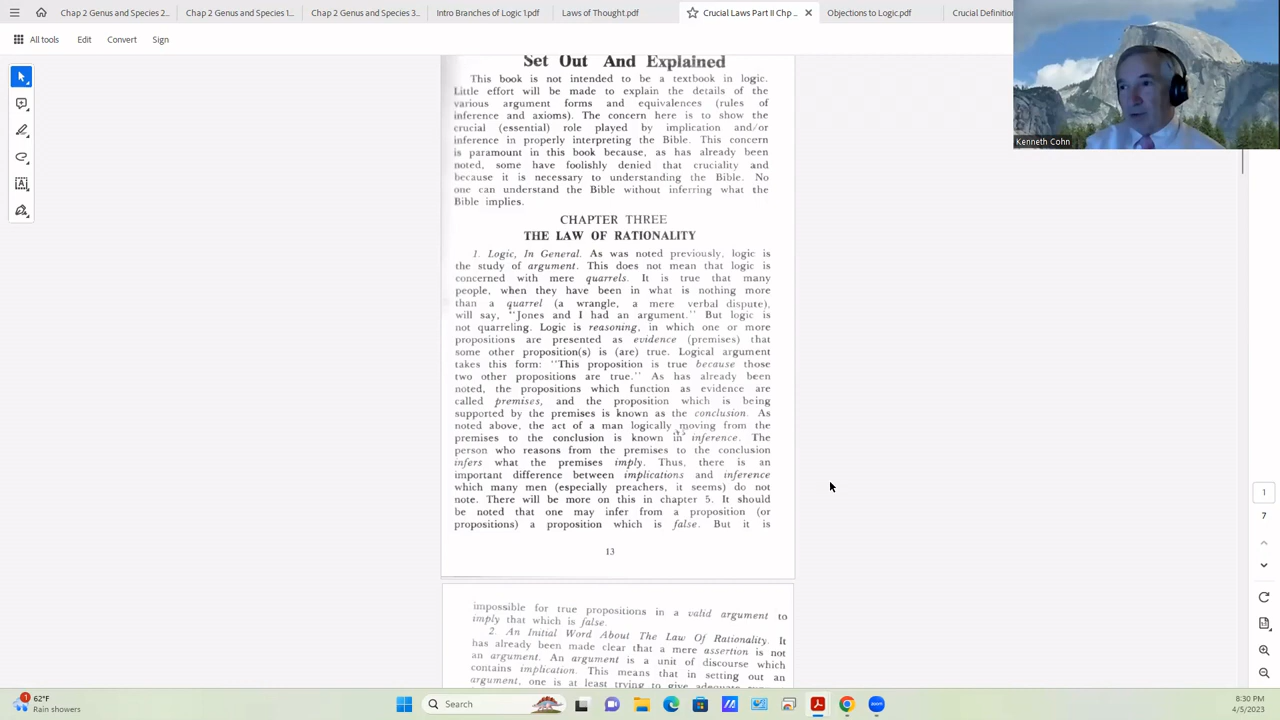 Chap 2 Genus and Species 2...
Chap 2 Genus and Species 1...
Chap 2 Genus and Species 3...
Intro Branches of Logic 1.pdf
Laws of Thought.pdf
Crucial Laws Part II Chp ...
Objections to Logic.pdf
Crucial Definition
All tools
Edit
Convert
Sign
Kenneth Cohn
Set Out And Explained
This book is not intended to be a textbook in logic.
Little effort will be made to explain the details of the
various argument forms and equivalences (rules of
inference and axioms). The concern here is to show the
crucial (essential) role played by implication and/or
inference in properly interpreting the Bible. This concern
is paramount in this book because, as has already been
noted, some have foolishly denied that cruciality and
because it is necessary to understanding the Bible. No
one can understand the Bible without inferring what the
Bible implies.
CHAPTER THREE
THE LAW OF RATIONALITY
1. Logic, In General. As was noted previously, logic is
the study of argument. This does not mean that logic is
concerned with mere quarrels. It is true that many
people, when they have been in what is nothing more
than a quarrel (a wrangle, a mere verbal dispute),
will say, "Jones and I had an argument." But logic is
not quarreling. Logic is reasoning, in which one or more
propositions are presented as evidence (premises) that
some other proposition(s) is (are) true. Logical argument
takes this form: "This proposition is true because those
two other propositions are true." As has already been
noted, the propositions which function as evidence are
called premises, and the proposition which is being
supported by the premises is known as the conclusion. As
noted above, the act of a man logically moving from the
premises to the conclusion is known in inference. The
person who reasons from the premises to the conclusion
infers what the premises imply. Thus, there is an
important difference between implications and inference
which many men (especially preachers, it seems) do not
note. There will be more on this in chapter 5. It should
be noted that one may infer from a proposition (or
propositions) a proposition which is false. But it is
13
impossible for true propositions in a valid argument to
imply that which is false.
2. An Initial Word About The Law Of Rationality. It
has already been made clear that a mere assertion is not
an argument. An argument is a unit of discourse which
contains implication. This means that in setting out an
argument, one is at least trying to give adequate
1
7
1
62°F
Rain showers
Search
8:30 PM
4/5/2023